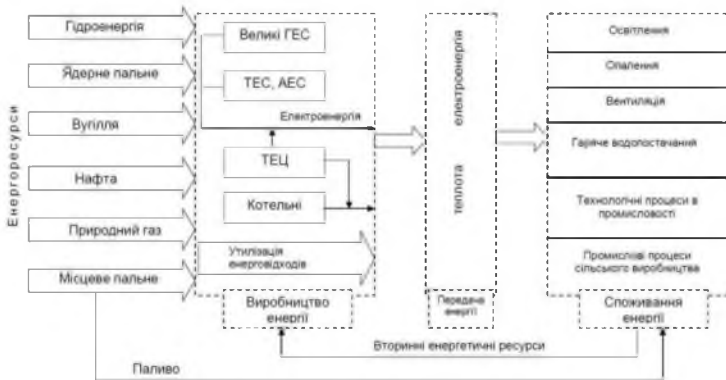 Енергоресурси
Гідроенергія
Ядерне пальне
Вугілля
Нафта
Природний газ
Місцеве пальне
Великі ГЕС
ТЕС, АЕС
Електроенергія
ТЕЦ
Котельні
Утилізація
енерговідходів
Виробництво
енергії
електроенергія
теплота
Передача
енергії
Освітлення
Опалення
Вентиляція
Гаряче водопостачання
Технологічні процеси в
промисловості
Промислові процеси
сільського виробництва
Споживання
енергії
Вторинні енергетичні ресурси
Паливо